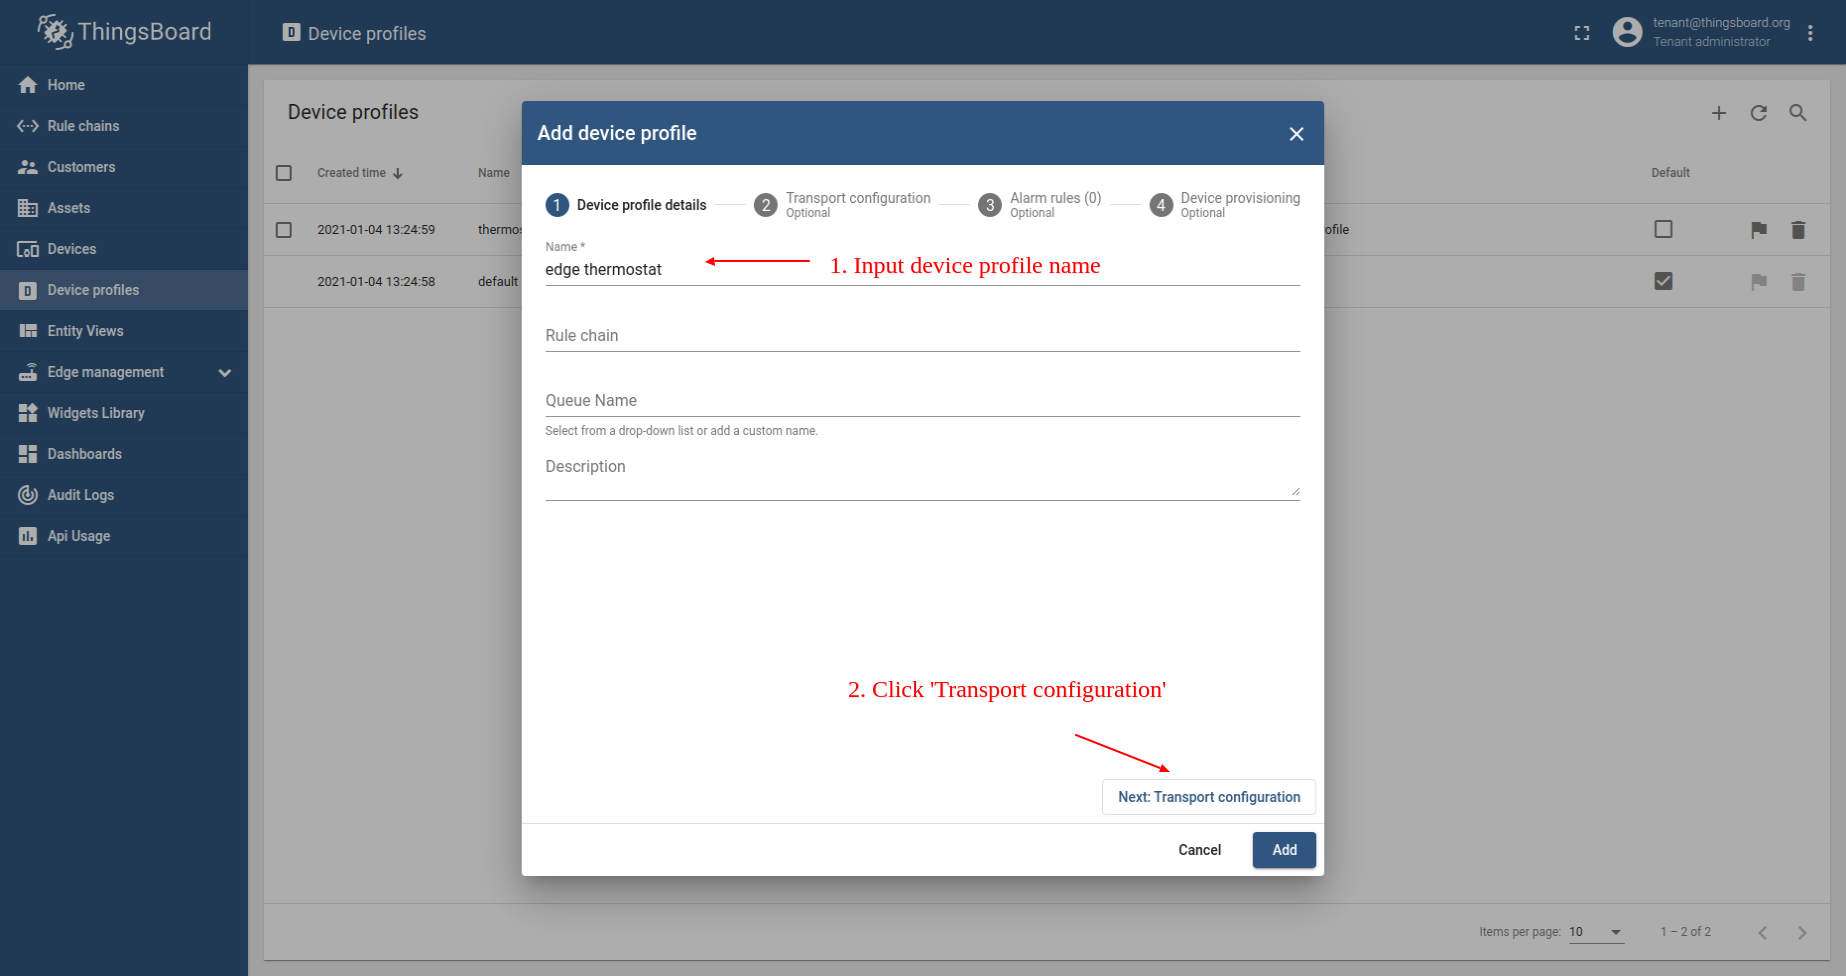 ThingsBoard
D Device profiles
tenant@thingsboard.org
Tenant administrator
Home
Rule chains
Customers
Assets
Devices
D Device profiles
Entity Views
Edge management
Widgets Library
Dashboards
Audit Logs
Api Usage
Device profiles
Created time Name Default
2021-01-04 13:24:59 thermos ofile
2021-01-04 13:24:58 default
Add device profile
1 Device profile details
2 Transport configuration
Optional
3 Alarm rules (0)
Optional
4 Device provisioning
Optional
Name *
edge thermostat
1. Input device profile name
Rule chain
Queue Name
Select from a drop-down list or add a custom name.
Description
2. Click 'Transport configuration'
Next: Transport configuration
Cancel Add
Items per page: 10 1 – 2 of 2